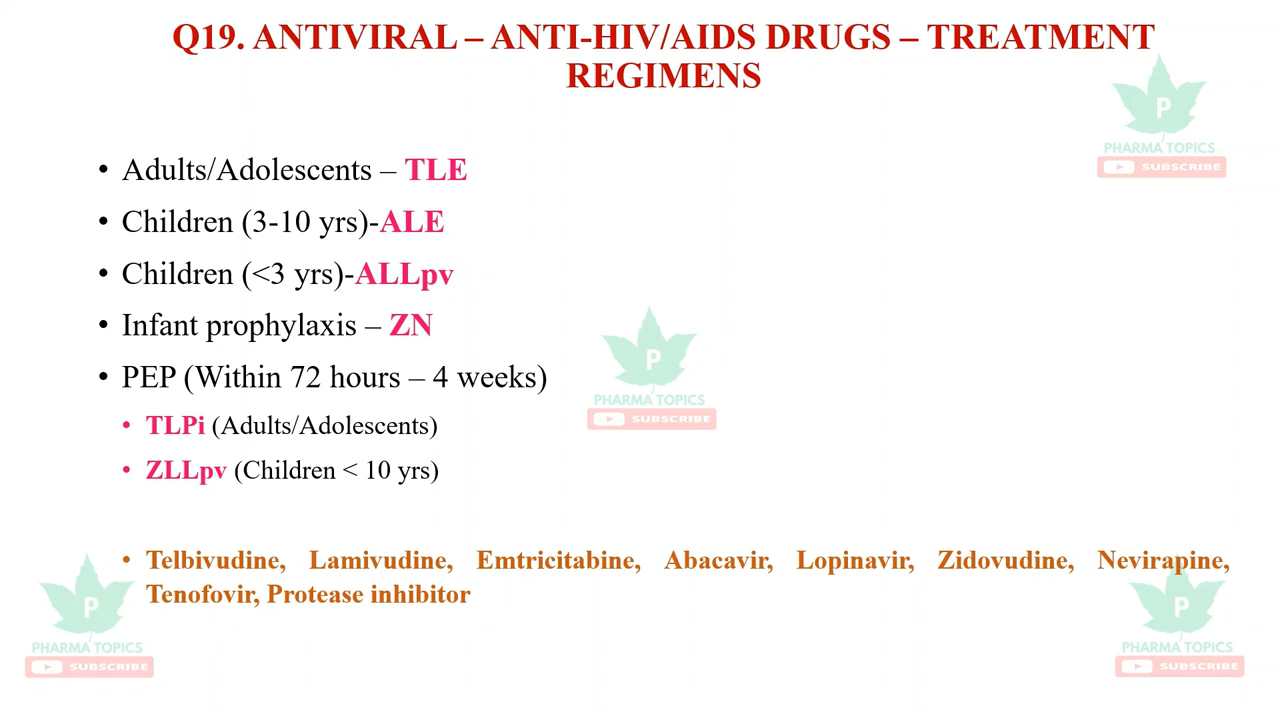 Q19. ANTIVIRAL – ANTI-HIV/AIDS DRUGS – TREATMENT
REGIMENS
P
PHARMA TOPICS
SUBSCRIBE
• Adults/Adolescents – TLE
• Children (3-10 yrs)-ALE
• Children (<3 yrs)-ALLpv
• Infant prophylaxis – ZN
• PEP (Within 72 hours – 4 weeks)
P
PHARMA TOPICS
SUBSCRIBE
• TLPi (Adults/Adolescents)
• ZLLpv (Children < 10 yrs)
• Telbivudine, Lamivudine, Emtricitabine, Abacavir, Lopinavir, Zidovudine, Nevirapine,
Tenofovir, Protease inhibitor
P
PHARMA TOPICS
SUBSCRIBE
P
PHARMA TOPICS
SUBSCRIBE